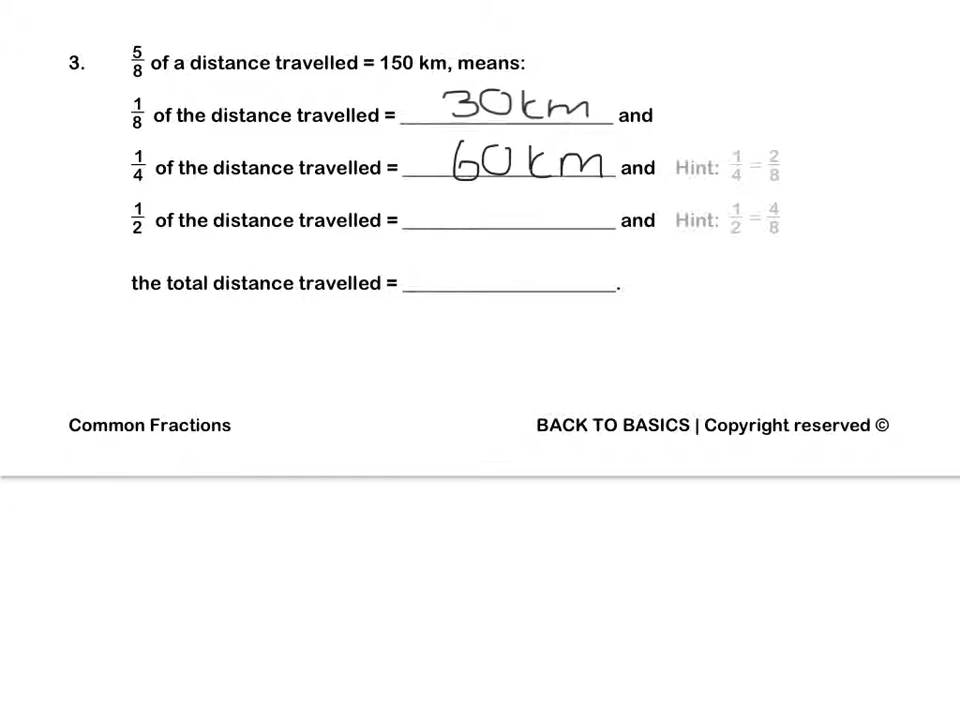 3. 5/8 of a distance travelled = 150 km, means:
1/8 of the distance travelled = 30km and
1/4 of the distance travelled = 60km and Hint: 1/4 = 2/8
1/2 of the distance travelled = ____________ and Hint: 1/2 = 4/8
the total distance travelled = ____________.
Common Fractions BACK TO BASICS | Copyright reserved ©